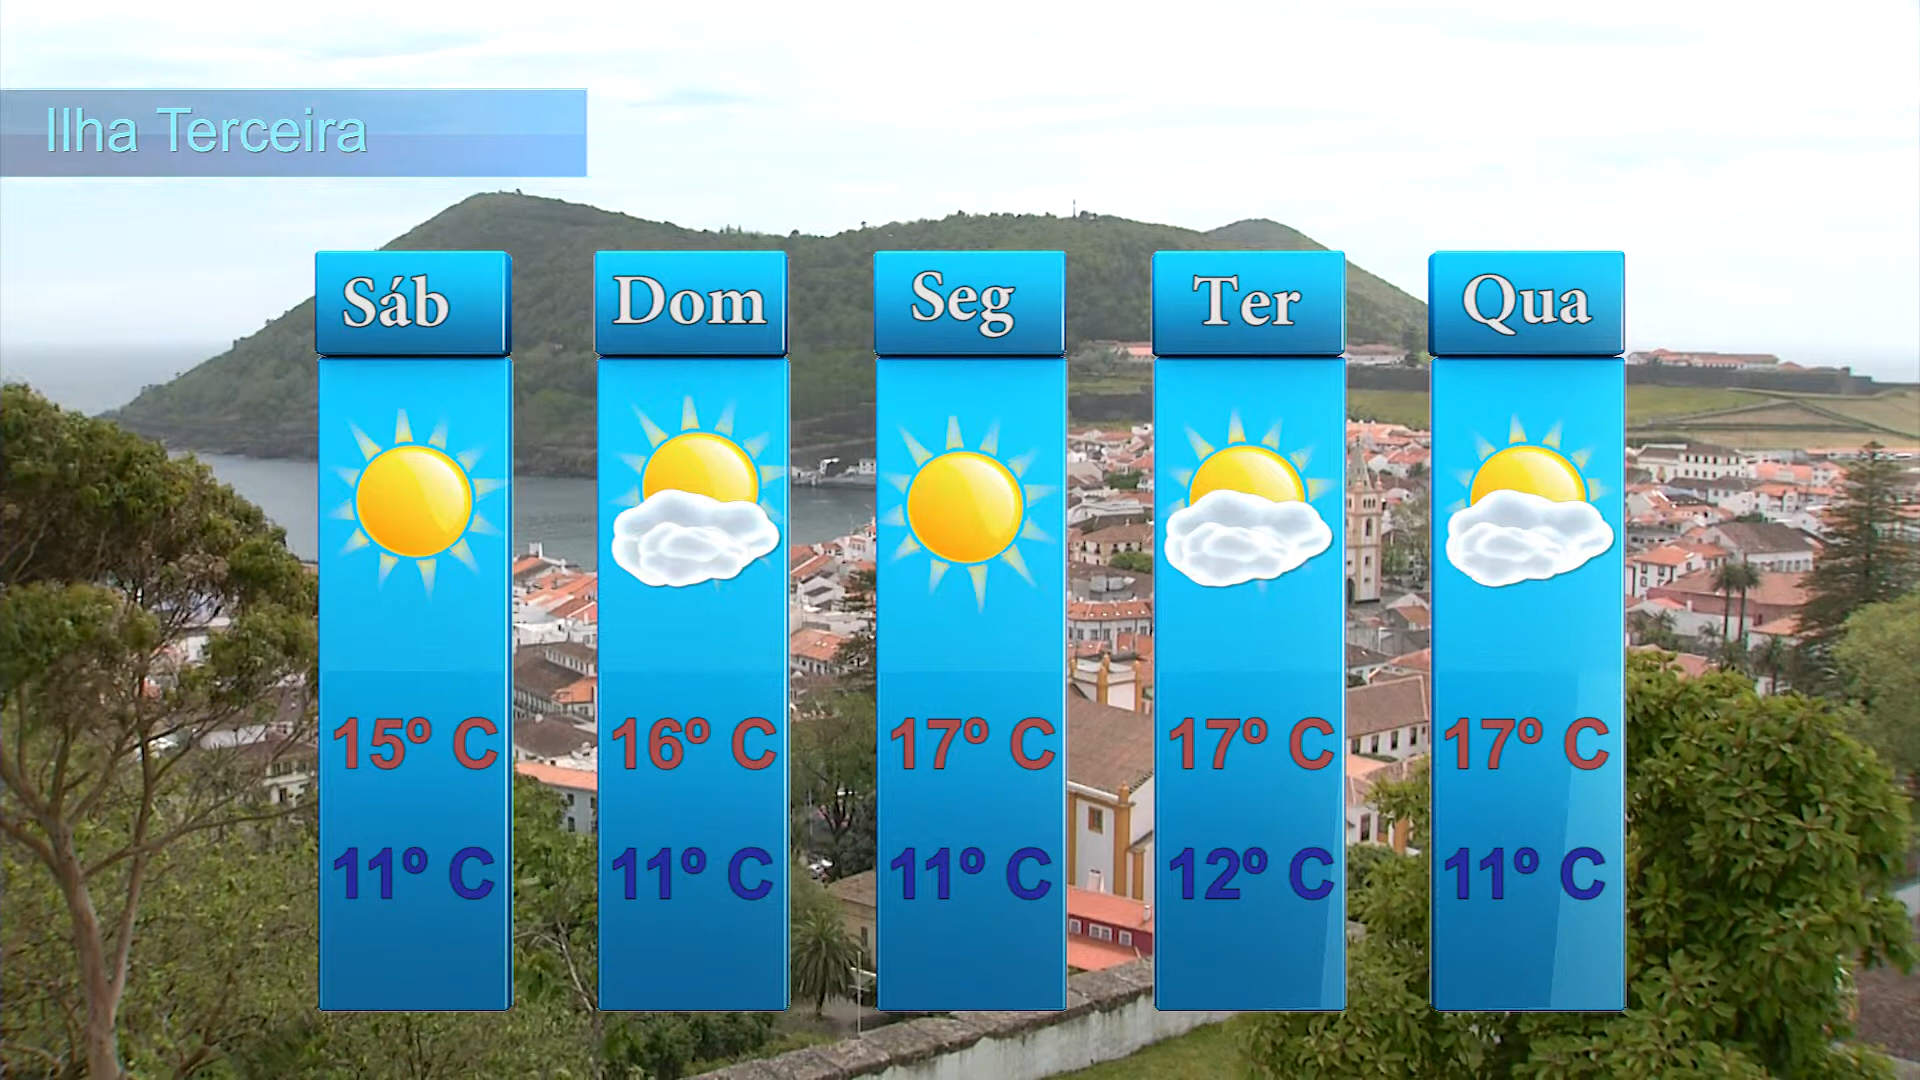 Ilha Terceira
Sáb Dom Seg Ter Qua
15º C 16º C 17º C 17º C 17º C
11º C 11º C 11º C 12º C 11º C